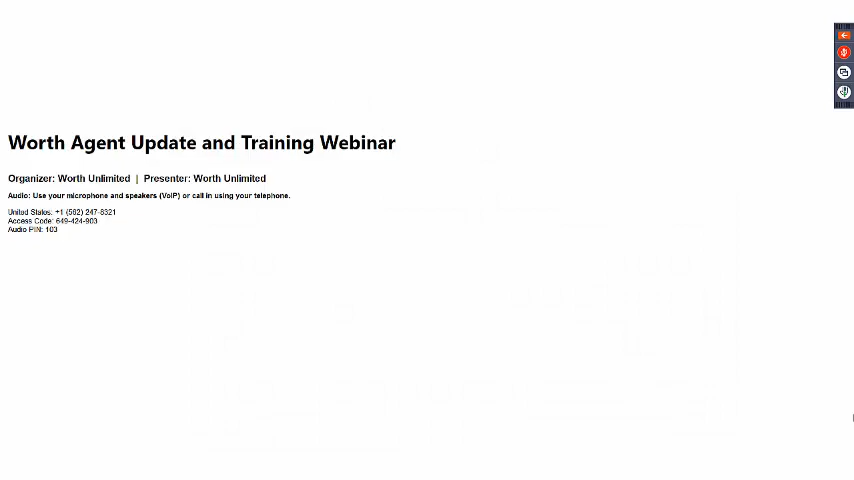 Worth Agent Update and Training Webinar
Organizer: Worth Unlimited | Presenter: Worth Unlimited
Audio: Use your microphone and speakers (VoIP) or call in using your telephone.
United States: +1 (562) 247-8321
Access Code: 649-424-903
Audio PIN: 103